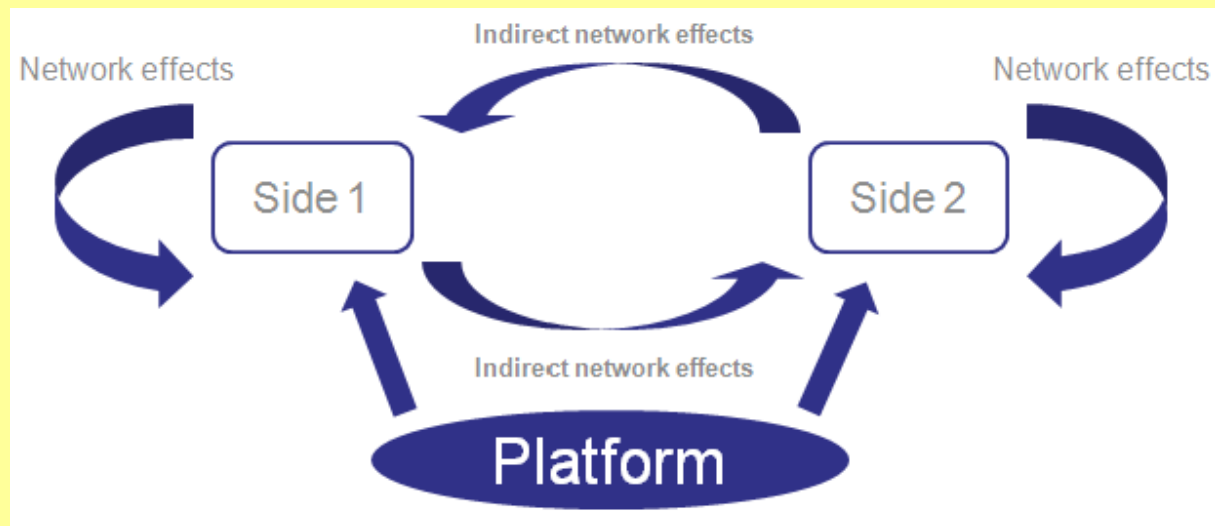 Indirect network effects
Network effects
Network effects
Side 1
Side 2
Indirect network effects
Platform